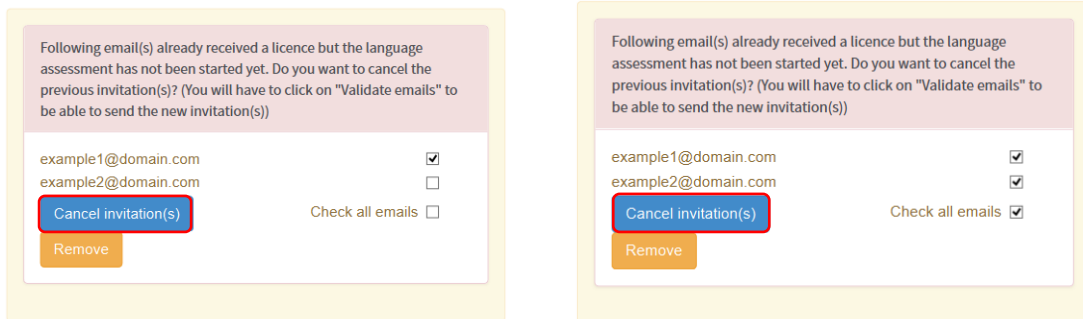 Following email(s) already received a licence but the language
assessment has not been started yet. Do you want to cancel the
previous invitation(s)? (You will have to click on "Validate emails" to
be able to send the new invitation(s))
example1@domain.com
example2@domain.com
Cancel invitation(s)
Check all emails
Remove
Following email(s) already received a licence but the language
assessment has not been started yet. Do you want to cancel the
previous invitation(s)? (You will have to click on "Validate emails" to
be able to send the new invitation(s))
example1@domain.com
example2@domain.com
Cancel invitation(s)
Check all emails
Remove